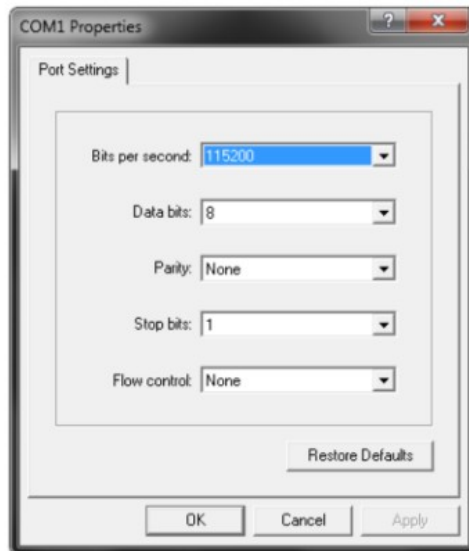 COM1 Properties
Port Settings
Bits per second: 115200
Data bits: 8
Parity: None
Stop bits: 1
Flow control: None
Restore Defaults
OK Cancel Apply